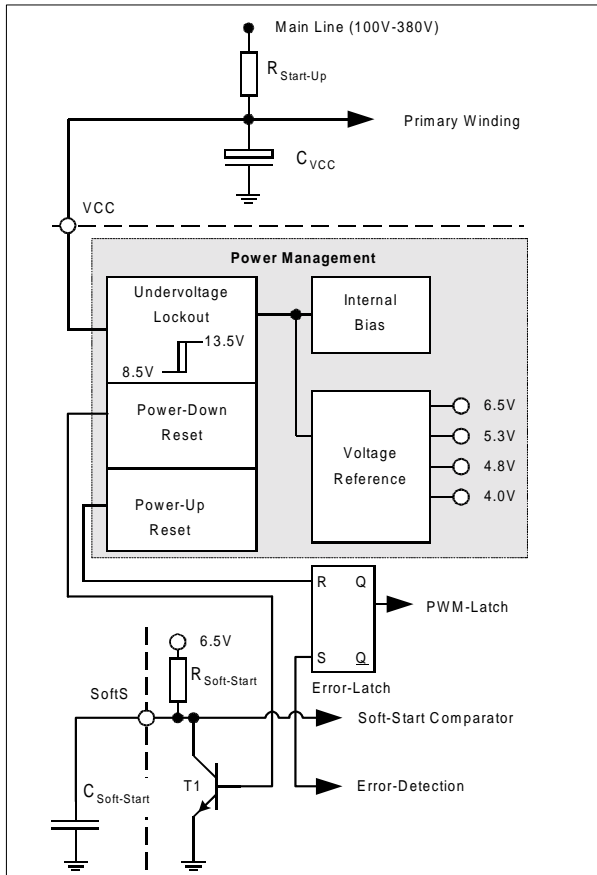 Main Line (100V-380V)
R Start-Up
Primary Winding
C VCC
VCC
Power Management
Undervoltage
Lockout
13.5V
8.5V
Internal
Bias
Power-Down
Reset
Power-Up
Reset
Voltage
Reference
6.5V
5.3V
4.8V
4.0V
R Q
S Q
PWM-Latch
Error-Latch
6.5V
R Soft-Start
SoftS
Soft-Start Comparator
T1
Error-Detection
C Soft-Start